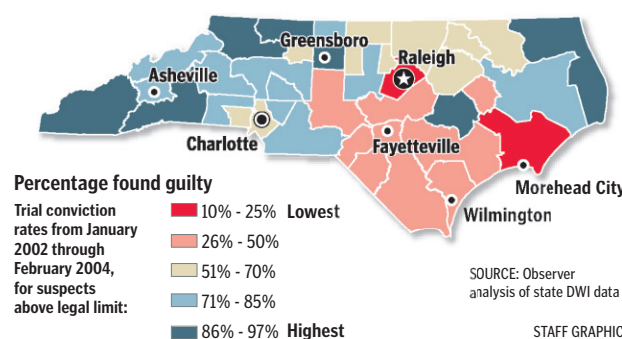 Greensboro
Raleigh
Asheville
Charlotte
Fayetteville
Morehead City
Wilmington
Percentage found guilty
Trial conviction
rates from January
2002 through
February 2004,
for suspects
above legal limit:
10% - 25% Lowest
26% - 50%
51% - 70%
71% - 85%
86% - 97% Highest
SOURCE: Observer
analysis of state DWI data
STAFF GRAPHIC